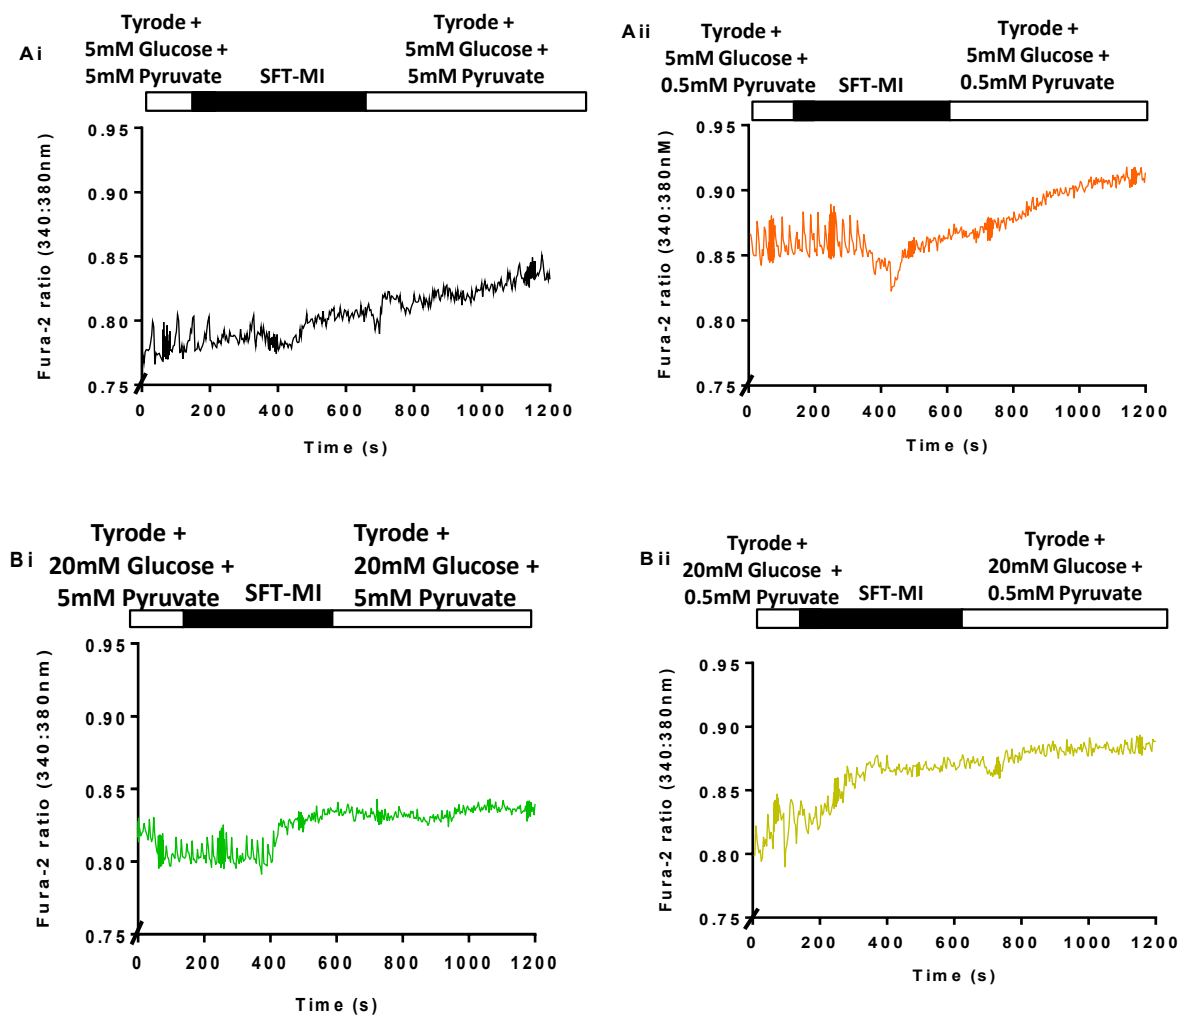 A i
Tyrode +
5mM Glucose +
5mM Pyruvate
SFT-MI
Tyrode +
5mM Glucose +
5mM Pyruvate
0.95
0.90
0.85
0.80
0.75
Fura-2 ratio (340:380nm)
0 200 400 600 800 1000 1200
Time (s)
A ii
Tyrode +
5mM Glucose +
0.5mM Pyruvate
SFT-MI
Tyrode +
5mM Glucose +
0.5mM Pyruvate
0.95
0.90
0.85
0.80
0.75
Fura-2 ratio (340:380nM)
0 200 400 600 800 1000 1200
Time (s)
B i
Tyrode +
20mM Glucose +
5mM Pyruvate
SFT-MI
Tyrode +
20mM Glucose +
5mM Pyruvate
0.95
0.90
0.85
0.80
0.75
Fura-2 ratio (340:380nm)
0 200 400 600 800 1000 1200
Time (s)
B ii
Tyrode +
20mM Glucose +
0.5mM Pyruvate
SFT-MI
Tyrode +
20mM Glucose +
0.5mM Pyruvate
0.95
0.90
0.85
0.80
0.75
Fura-2 ratio (340:380nm)
0 200 400 600 800 1000 1200
Time (s)